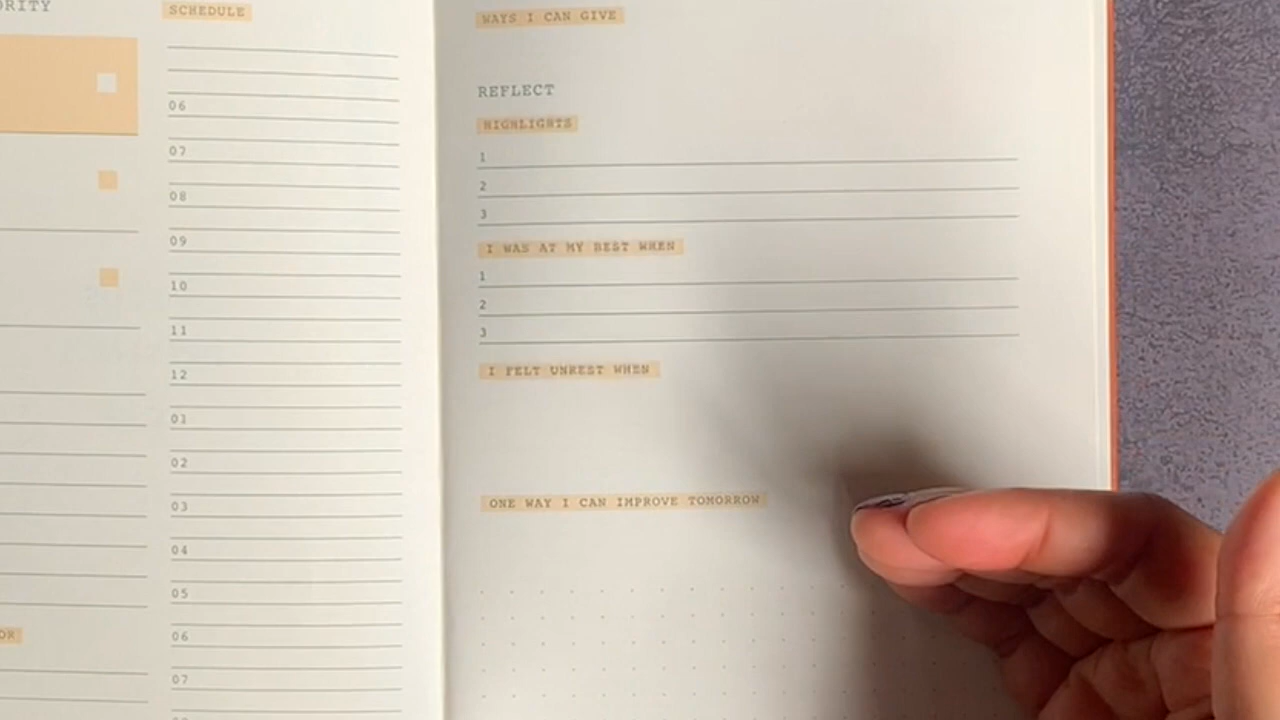 SCHEDULE
06
07
08
09
10
11
12
01
02
03
04
05
06
07
WAYS I CAN GIVE
REFLECT
HIGHLIGHTS
1
2
3
I WAS AT MY BEST WHEN
1
2
3
I FELT UNREST WHEN
ONE WAY I CAN IMPROVE TOMORROW